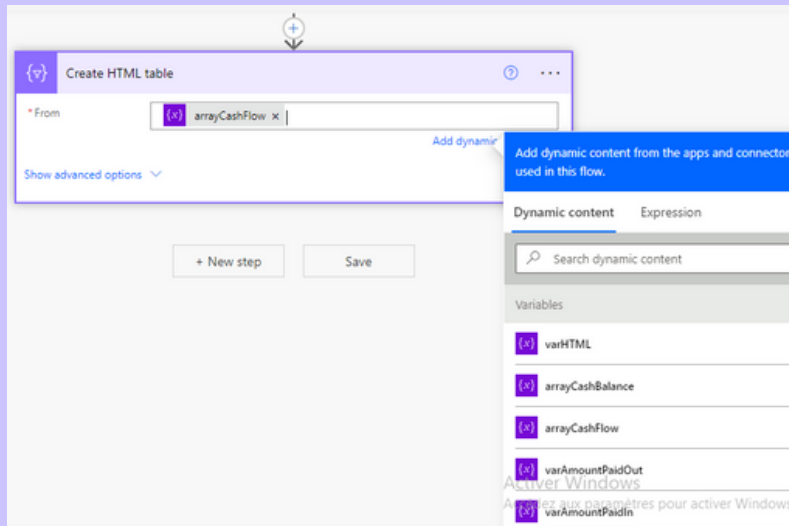 Create HTML table
* From
{x} arrayCashFlow ×
Add dynamic
Show advanced options
+ New step
Save
Add dynamic content from the apps and connector
used in this flow.
Dynamic content
Expression
Search dynamic content
Variables
{x} varHTML
{x} arrayCashBalance
{x} arrayCashFlow
{x} varAmountPaidOut
Activer Windows
aux paramètres pour activer Windows
{x} varAmountPaidIn